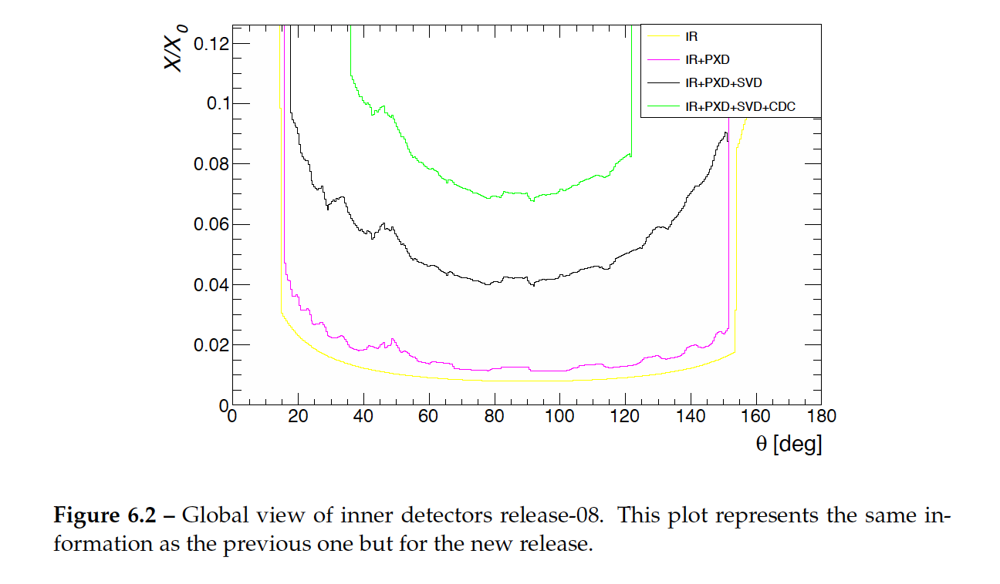 X/X0
0.12
0.1
0.08
0.06
0.04
0.02
0
0 20 40 60 80 100 120 140 160 180
θ [deg]
IR
IR+PXD
IR+PXD+SVD
IR+PXD+SVD+CDC
Figure 6.2 – Global view of inner detectors release-08. This plot represents the same in-
formation as the previous one but for the new release.